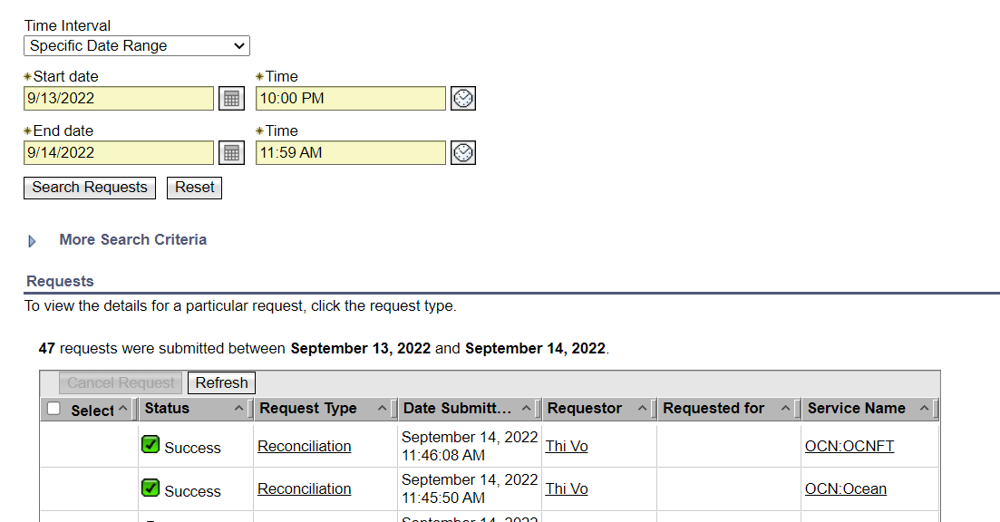 Time Interval
Specific Date Range
Start date
Time
9/13/2022
10:00 PM
End date
Time
9/14/2022
11:59 AM
Search Requests
Reset
More Search Criteria
Requests
To view the details for a particular request, click the request type.
47 requests were submitted between September 13, 2022 and September 14, 2022.
Cancel Request
Refresh
Select ^ Status ^ Request Type ^ Date Submitt... ^ Requestor ^ Requested for ^ Service Name ^
Success Reconciliation September 14, 2022 11:46:08 AM Thi Vo OCN:OCNFT
Success Reconciliation September 14, 2022 11:45:50 AM Thi Vo OCN:Ocean
September 14, 2022